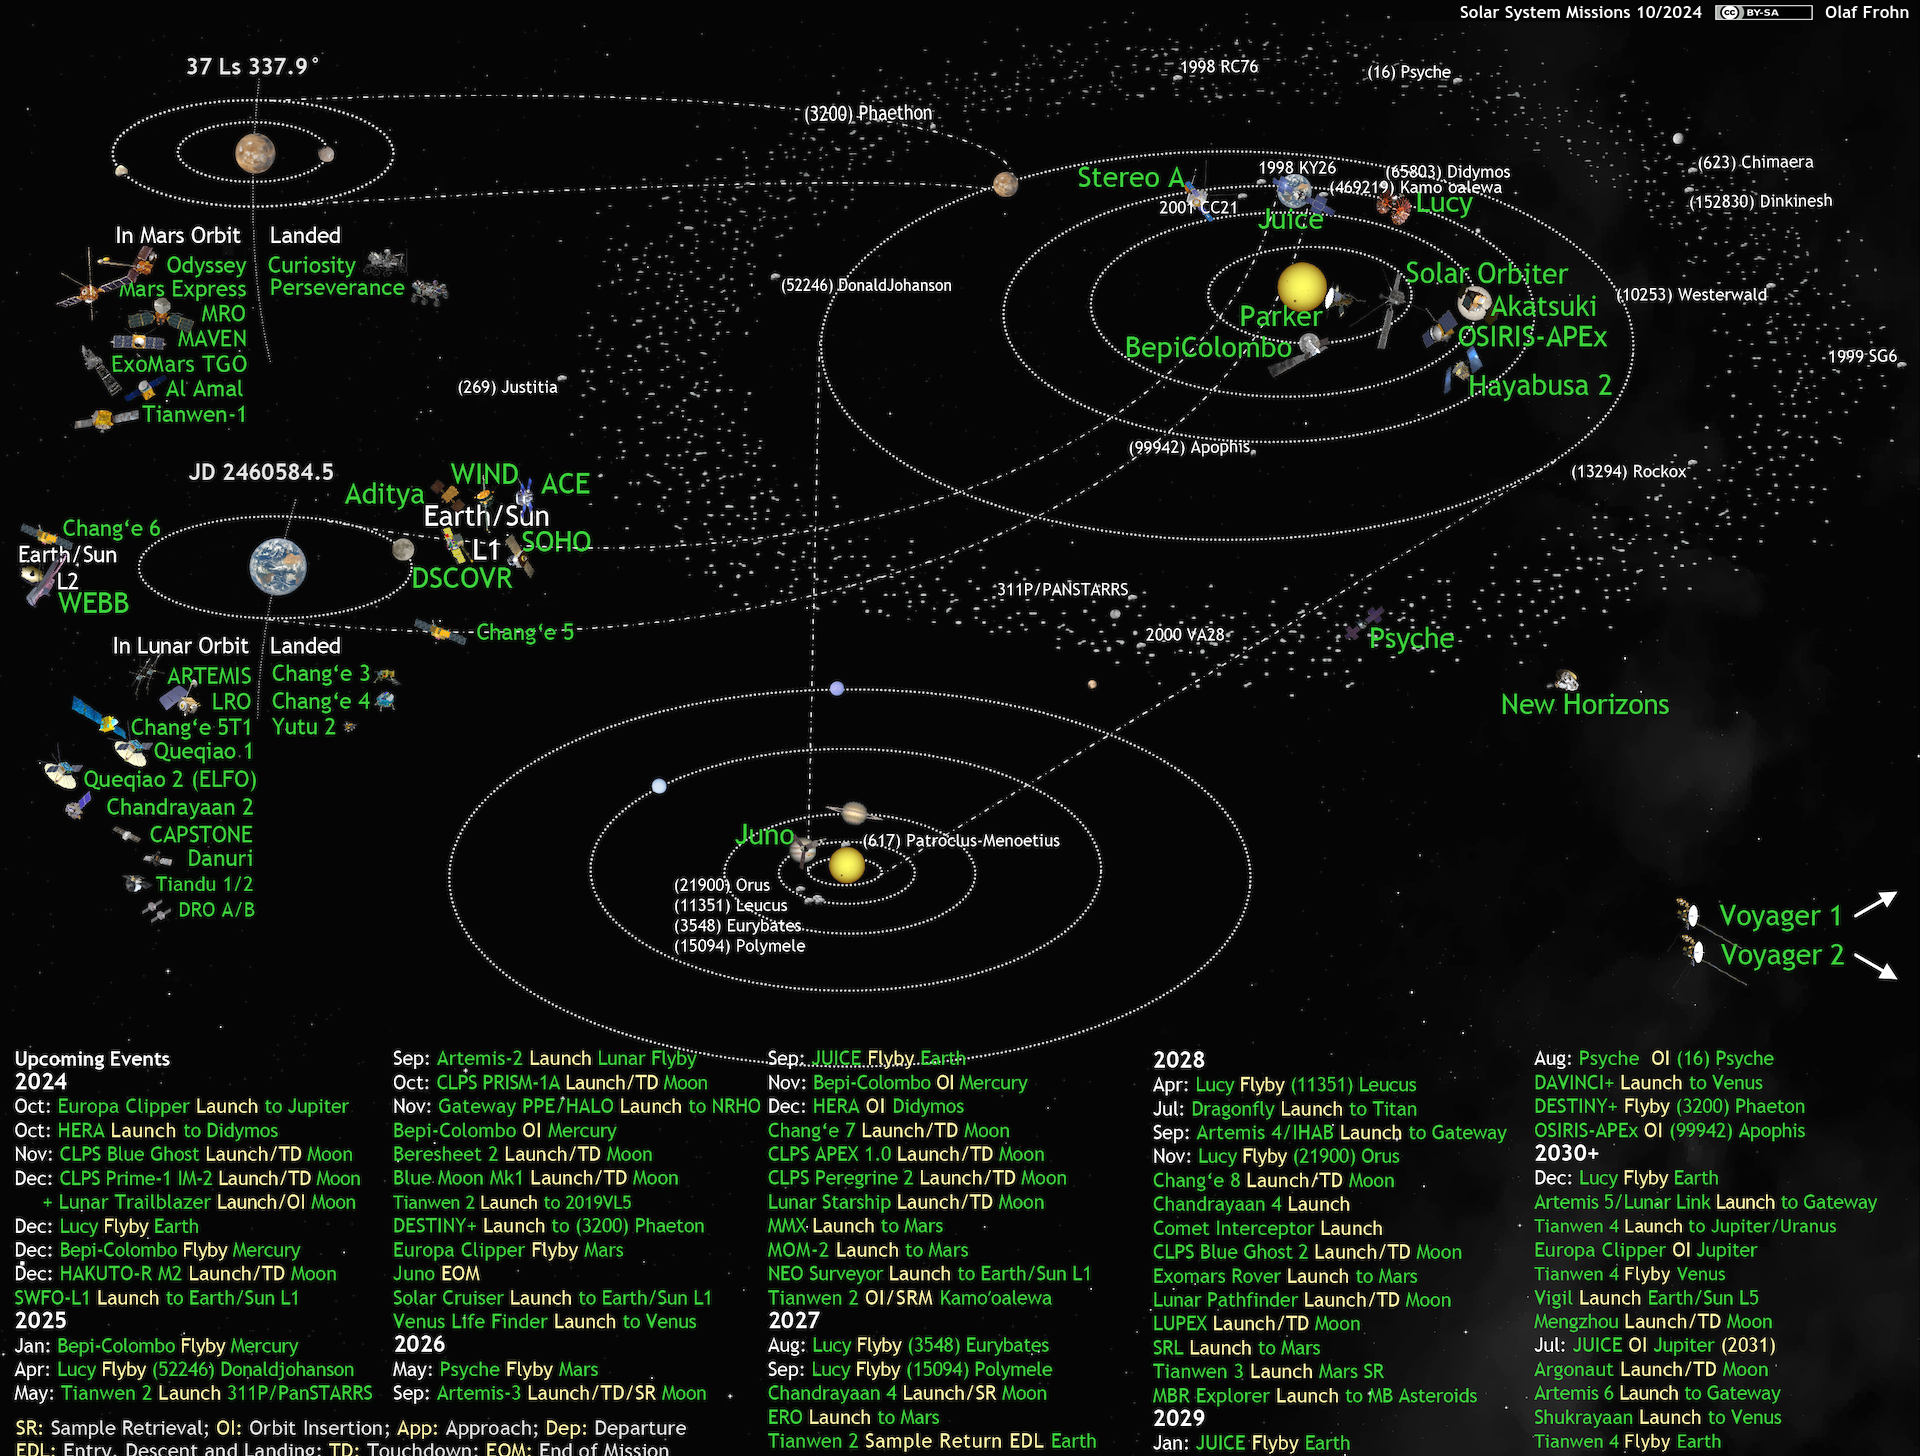 Solar System Missions 10/2024 cc BY-SA Olaf Frohn
37 Ls 337.9°
1998 RC76
(16) Psyche
(3200) Phaethon
(623) Chimaera
(152830) Dinkinesh
1998 KY26
(65803) Didymos
(469219) Kamo´oalewa
Stereo A
2001 CC21
Juice
Lucy
In Mars Orbit
Odyssey
Mars Express
MRO
MAVEN
ExoMars TGO
Al Amal
Tianwen-1
Landed
Curiosity
Perseverance
(52246) DonaldJohanson
Solar Orbiter
(10253) Westerwald
Akatsuki
Parker
OSIRIS-APEx
BepiColombo
Hayabusa 2
1999 SG6
(269) Justitia
(99942) Apophis
(13294) Rockox
JD 2460584.5
WIND
Aditya
ACE
Earth/Sun
L1
SOHO
DSCOVR
Chang‘e 6
Earth/Sun
L2
WEBB
Chang‘e 5
311P/PANSTARRS
2000 VA28
Psyche
New Horizons
In Lunar Orbit
ARTEMIS
LRO
Chang‘e 5T1
Queqiao 1
Queqiao 2 (ELFO)
Chandrayaan 2
CAPSTONE
Danuri
Tiandu 1/2
DRO A/B
Landed
Chang‘e 3
Chang‘e 4
Yutu 2
Juno
(617) Patroclus-Menoetius
(21900) Orus
(11351) Leucus
(3548) Eurybates
(15094) Polymele
Voyager 1
Voyager 2
Upcoming Events
2024
Oct: Europa Clipper Launch to Jupiter
Oct: HERA Launch to Didymos
Nov: CLPS Blue Ghost Launch/TD Moon
Dec: CLPS Prime-1 IM-2 Launch/TD Moon
+ Lunar Trailblazer Launch/OI Moon
Dec: Lucy Flyby Earth
Dec: Bepi-Colombo Flyby Mercury
Dec: HAKUTO-R M2 Launch/TD Moon
SWFO-L1 Launch to Earth/Sun L1
2025
Jan: Bepi-Colombo Flyby Mercury
Apr: Lucy Flyby (52246) Donaldjohanson
May: Tianwen 2 Launch 311P/PanSTARRS
Sep: Artemis-2 Launch Lunar Flyby
Oct: CLPS PRISM-1A Launch/TD Moon
Nov: Gateway PPE/HALO Launch to NRHO
Bepi-Colombo OI Mercury
Beresheet 2 Launch/TD Moon
Blue Moon Mk1 Launch/TD Moon
Tianwen 2 Launch to 2019VL5
DESTINY+ Launch to (3200) Phaeton
Europa Clipper Flyby Mars
Juno EOM
Solar Cruiser Launch to Earth/Sun L1
Venus Life Finder Launch to Venus
2026
May: Psyche Flyby Mars
Sep: Artemis-3 Launch/TD/SR Moon
Sep: JUICE Flyby Earth
Nov: Bepi-Colombo OI Mercury
Dec: HERA OI Didymos
Chang‘e 7 Launch/TD Moon
CLPS APEX 1.0 Launch/TD Moon
CLPS Peregrine 2 Launch/TD Moon
Lunar Starship Launch/TD Moon
MMX Launch to Mars
MOM-2 Launch to Mars
NEO Surveyor Launch to Earth/Sun L1
Tianwen 2 OI/SRM Kamo‘oalewa
2027
Aug: Lucy Flyby (3548) Eurybates
Sep: Lucy Flyby (15094) Polymele
Chandrayaan 4 Launch/SR Moon
ERO Launch to Mars
Tianwen 2 Sample Return EDL Earth
2028
Apr: Lucy Flyby (11351) Leucus
Jul: Dragonfly Launch to Titan
Sep: Artemis 4/IHAB Launch to Gateway
Nov: Lucy Flyby (21900) Orus
Chang‘e 8 Launch/TD Moon
Chandrayaan 4 Launch
Comet Interceptor Launch
CLPS Blue Ghost 2 Launch/TD Moon
Exomars Rover Launch to Mars
Lunar Pathfinder Launch/TD Moon
LUPEX Launch/TD Moon
SRL Launch to Mars
Tianwen 3 Launch Mars SR
MBR Explorer Launch to MB Asteroids
2029
Jan: JUICE Flyby Earth
Aug: Psyche OI (16) Psyche
DAVINCI+ Launch to Venus
DESTINY+ Flyby (3200) Phaeton
OSIRIS-APEx OI (99942) Apophis
2030+
Dec: Lucy Flyby Earth
Artemis 5/Lunar Link Launch to Gateway
Tianwen 4 Launch to Jupiter/Uranus
Europa Clipper OI Jupiter
Tianwen 4 Flyby Venus
Vigil Launch Earth/Sun L5
Mengzhou Launch/TD Moon
Jul: JUICE OI Jupiter (2031)
Argonaut Launch/TD Moon
Artemis 6 Launch to Gateway
Shukrayaan Launch to Venus
Tianwen 4 Flyby Earth
SR: Sample Retrieval; OI: Orbit Insertion; App: Approach; Dep: Departure
EDL: Entry, Descent and Landing; TD: Touchdown; EOM: End of Mission